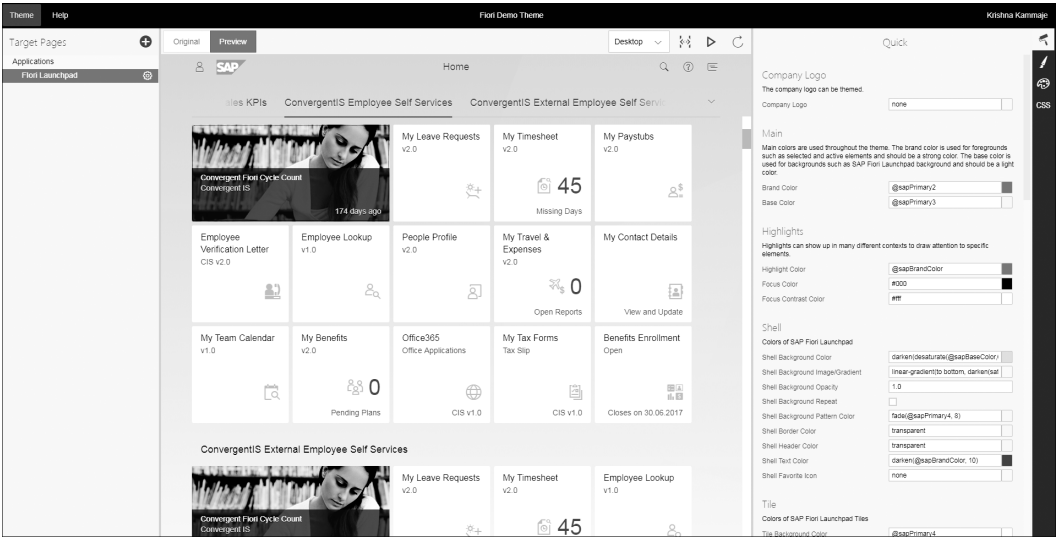 Theme Help Fiori Demo Theme Krishna Kammaje
Target Pages
Applications
Fiori Launchpad
Original Preview Desktop
SAP Home
ales KPIs ConvergentIS Employee Self Services ConvergentIS External Employee Self Servic
Convergent Fiori Cycle Count
Convergent IS
174 days ago
My Leave Requests
v2.0
My Timesheet
v2.0
45
Missing Days
My Paystubs
v2.0
Employee Verification Letter
CIS v2.0
Employee Lookup
v1.0
People Profile
v2.0
My Travel & Expenses
v2.0
0
Open Reports
My Contact Details
View and Update
My Team Calendar
v1.0
My Benefits
v2.0
0
Pending Plans
Office365
Office Applications
CIS v1.0
My Tax Forms
Tax Slip
CIS v1.0
Benefits Enrollment
Open
Closes on 30.06.2017
ConvergentIS External Employee Self Services
Convergent Fiori Cycle Count
Convergent IS
My Leave Requests
v2.0
My Timesheet
v2.0
45
Employee Lookup
v1.0
Quick
Company Logo
The company logo can be themed.
Company Logo none
Main
Main colors are used throughout the theme. The brand color is used for foregrounds
such as selected and active elements and should be a strong color. The base color is
used for backgrounds such as SAP Fiori Launchpad background and should be a light
color.
Brand Color @sapPrimary2
Base Color @sapPrimary3
Highlights
Highlights can show up in many different contexts to draw attention to specific
elements.
Highlight Color @sapBrandColor
Focus Color #000
Focus Contrast Color #fff
Shell
Colors of SAP Fiori Launchpad
Shell Background Color darken(desaturate(@sapBaseColor,
Shell Background Image/Gradient linear-gradient(to bottom, darken(sat
Shell Background Opacity 1.0
Shell Background Repeat
Shell Background Pattern Color fade(@sapPrimary4, 8)
Shell Border Color transparent
Shell Header Color transparent
Shell Text Color darken(@sapBrandColor, 10)
Shell Favorite Icon none
Tile
Colors of SAP Fiori Launchpad Tiles
Tile Background Color @sapPrimary4
CSS